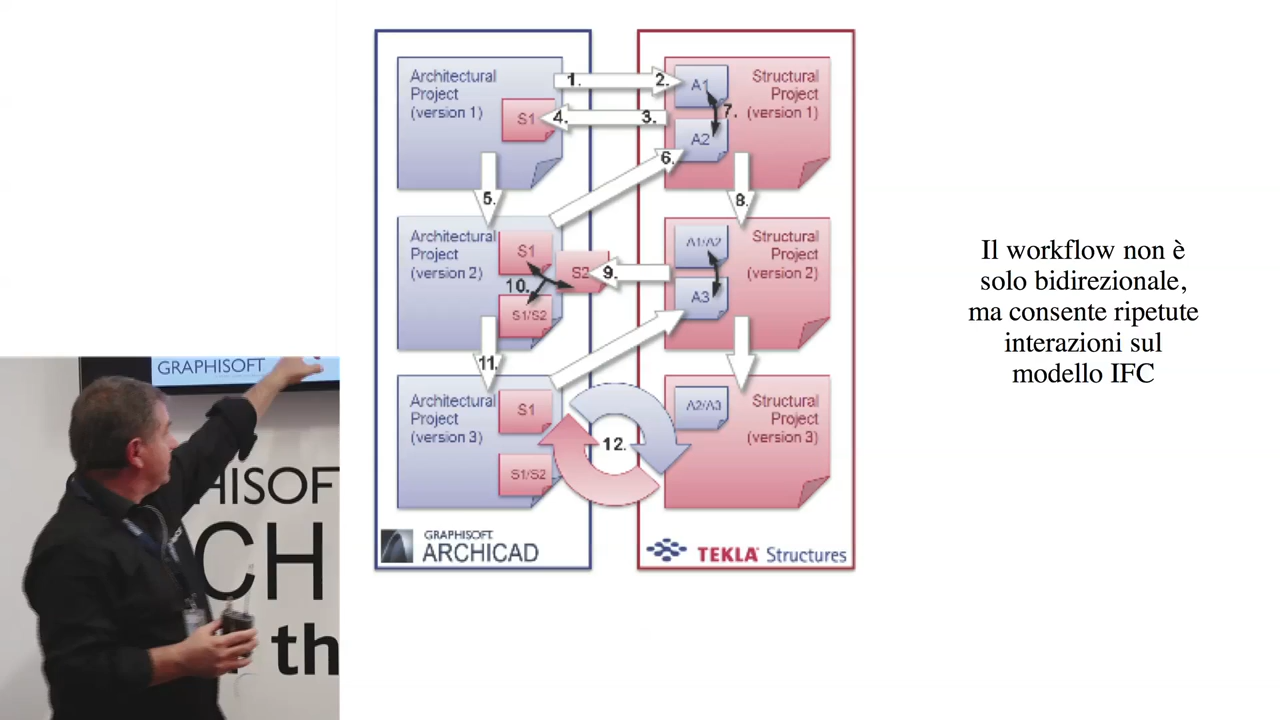 Architectural
Project
(version 1)
S1
1.
2.
A1
4.
3.
7.
A2
Structural
Project
(version 1)
5.
6.
8.
Architectural
Project
(version 2)
S1
S2
9.
10.
S1/S2
A1/A2
A3
Structural
Project
(version 2)
11.
Architectural
Project
(version 3)
S1
S1/S2
12.
A2/A3
Structural
Project
(version 3)
GRAPHISOFT
ARCHICAD
TEKLA Structures
Il workflow non è
solo bidirezionale,
ma consente ripetute
interazioni sul
modello IFC
GRAPHISOFT
HISOF
CH
th